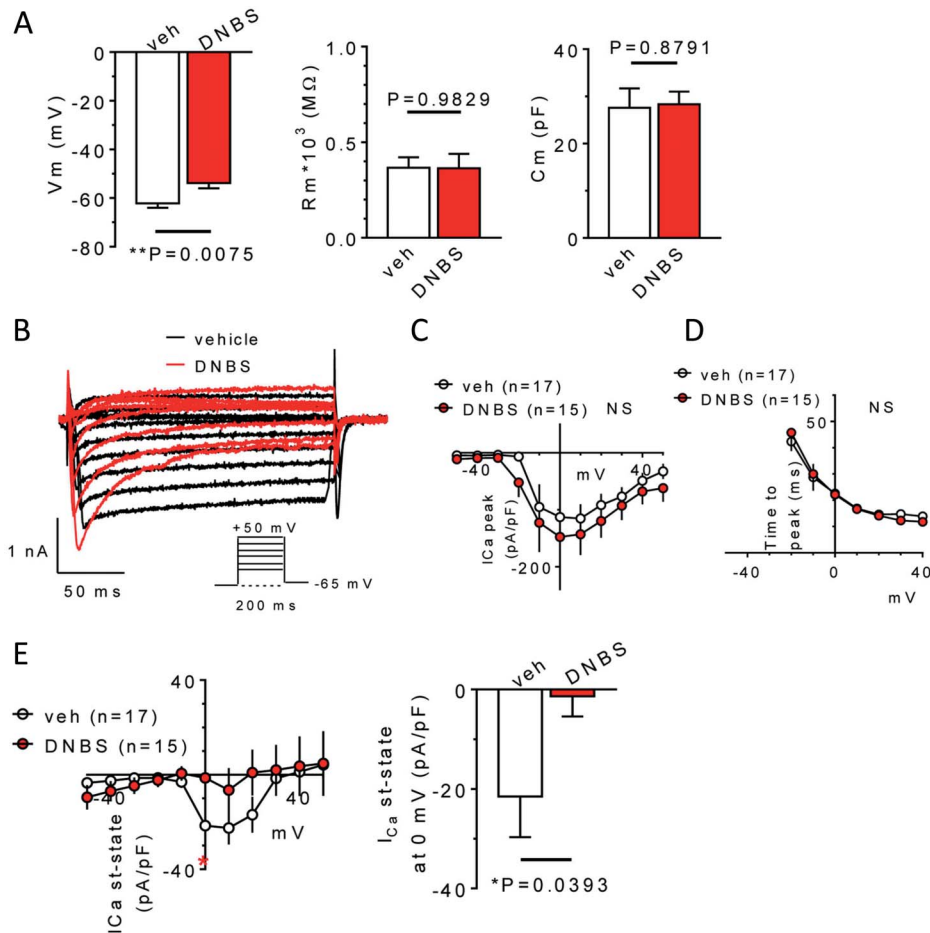 A
veh DNBS
0
-20
-40
-60
-80
Vm (mV)
**P=0.0075
1.0
0.5
0.0
Rm*10^3 (MΩ)
P=0.9829
veh
DNBS
40
20
0
Cm (pF)
P=0.8791
veh
DNBS
B
vehicle
DNBS
1 nA
50 ms
+50 mV
-65 mV
200 ms
C
veh (n=17)
DNBS (n=15)
NS
-40
40
mV
ICa peak
(pA/pF)
-200
D
veh (n=17)
DNBS (n=15)
NS
50
Time to
peak (ms)
-40
0
40
mV
E
veh (n=17)
DNBS (n=15)
40
-40
40
mV
ICa st-state
(pA/pF)
*
-40
veh DNBS
0
-20
-40
ICa st-state
at 0 mV (pA/pF)
*P=0.0393